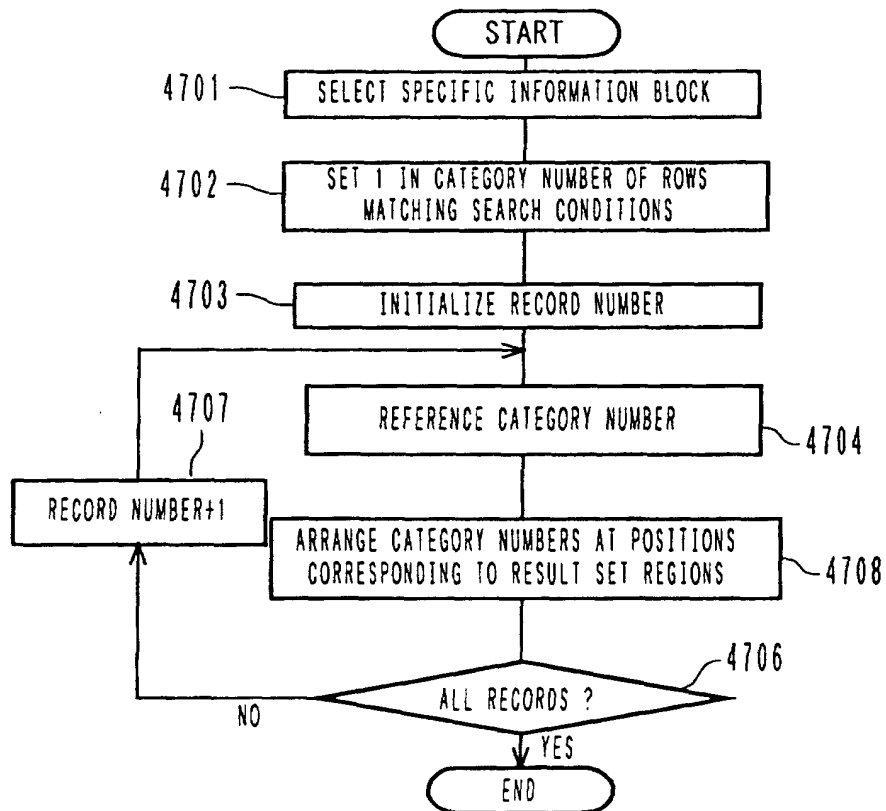 START
4701
SELECT SPECIFIC INFORMATION BLOCK
4702
SET 1 IN CATEGORY NUMBER OF ROWS
MATCHING SEARCH CONDITIONS
4703
INITIALIZE RECORD NUMBER
4707
REFERENCE CATEGORY NUMBER
4704
RECORD NUMBER+1
ARRANGE CATEGORY NUMBERS AT POSITIONS
CORRESPONDING TO RESULT SET REGIONS
4708
4706
ALL RECORDS ?
NO
YES
END